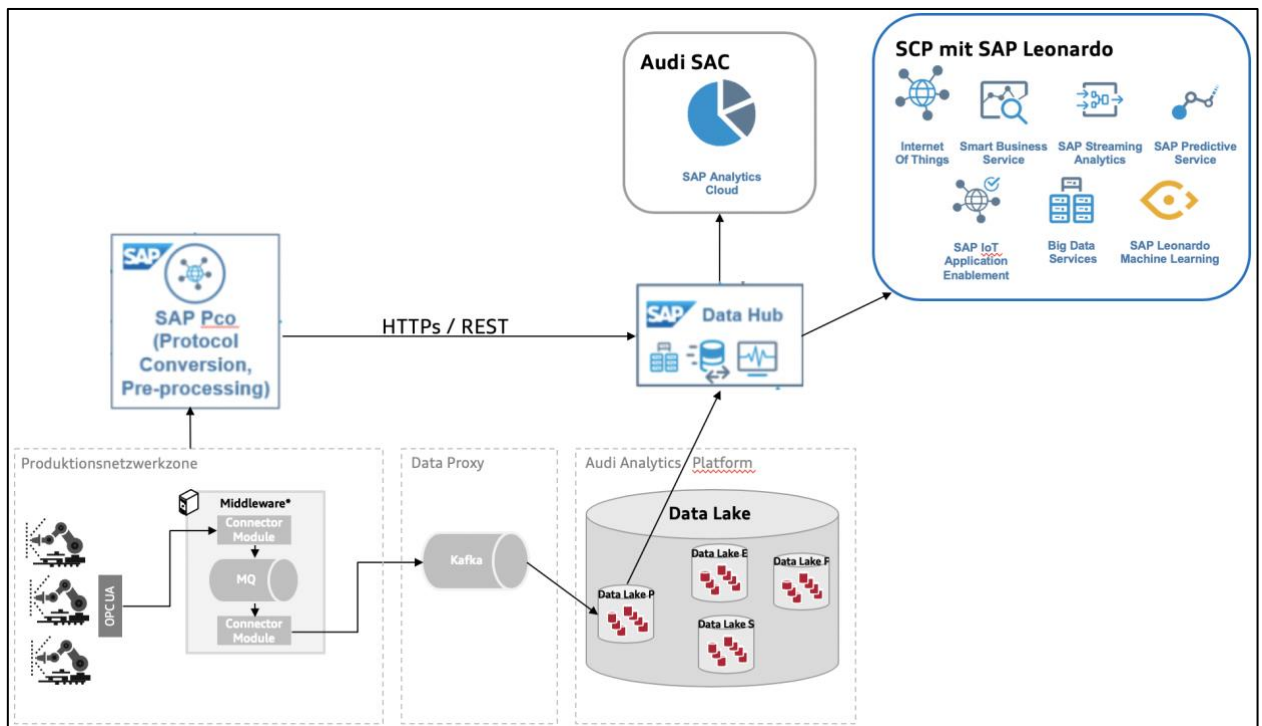 Audi SAC
SAP Analytics
Cloud
SCP mit SAP Leonardo
Internet
Of Things
Smart Business
Service
SAP Streaming
Analytics
SAP Predictive
Service
SAP IoT
Application
Enablement
Big Data
Services
SAP Leonardo
Machine Learning
SAP
SAP Pco
(Protocol
Conversion,
Pre-processing)
HTTPs / REST
SAP Data Hub
Produktionsnetzwerkzone
OPC UA
Middleware*
Connector
Module
MQ
Connector
Module
Data Proxy
Kafka
Audi Analytics Platform
Data Lake
Data Lake P
Data Lake E
Data Lake F
Data Lake S